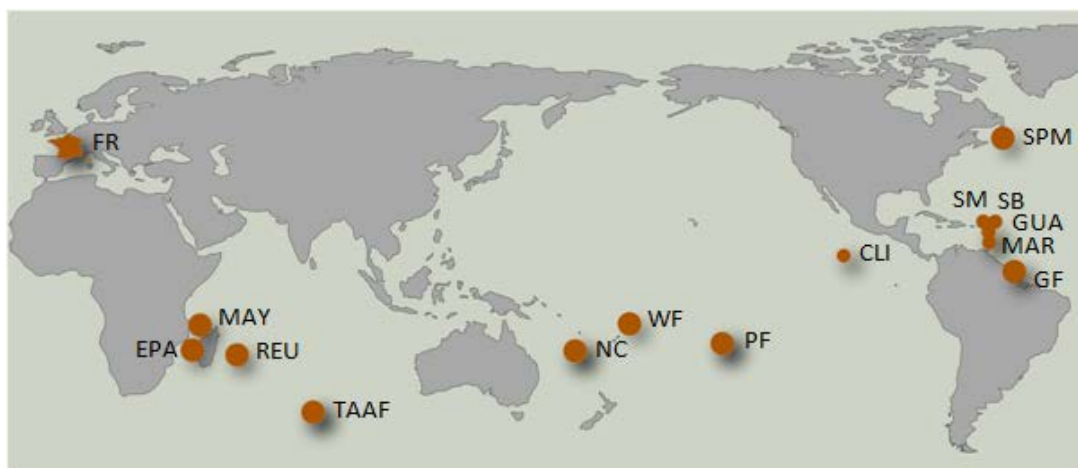 FR
SPM
SM SB
GUA
MAR
CLI
GF
MAY
WF
EPA
REU
NC
PF
TAAF